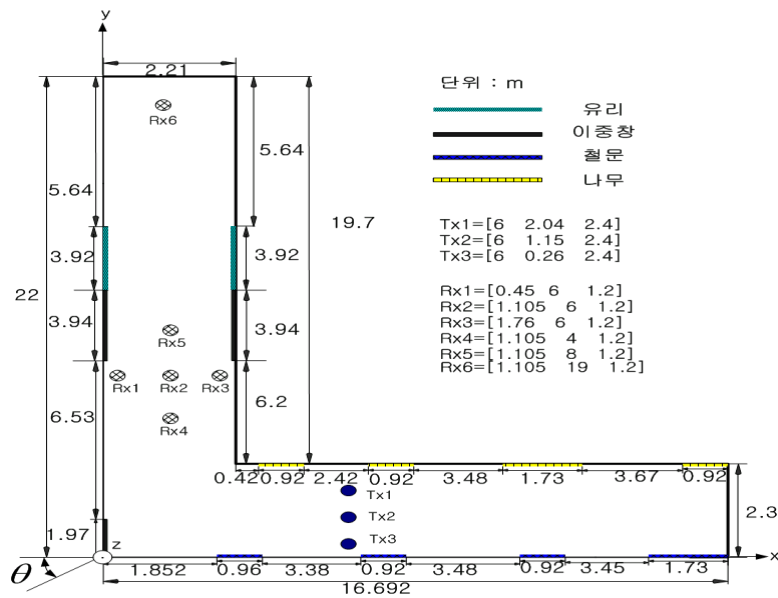 y
2.21
Rx6
단위 : m
유리
이중창
철문
나무
5.64
5.64
19.7
Tx1=[6 2.04 2.4]
Tx2=[6 1.15 2.4]
Tx3=[6 0.26 2.4]
3.92
3.92
22
Rx1=[0.45 6 1.2]
Rx2=[1.105 6 1.2]
Rx3=[1.76 6 1.2]
Rx4=[1.105 4 1.2]
Rx5=[1.105 8 1.2]
Rx6=[1.105 19 1.2]
3.94
3.94
Rx5
Rx1 Rx2 Rx3
6.53
6.2
Rx4
0.42 0.92 2.42 0.92 3.48 1.73 3.67 0.92
Tx1
Tx2
Tx3
2.3
1.97
z
x
θ
1.852 0.96 3.38 0.92 3.48 0.92 3.45 1.73
16.692